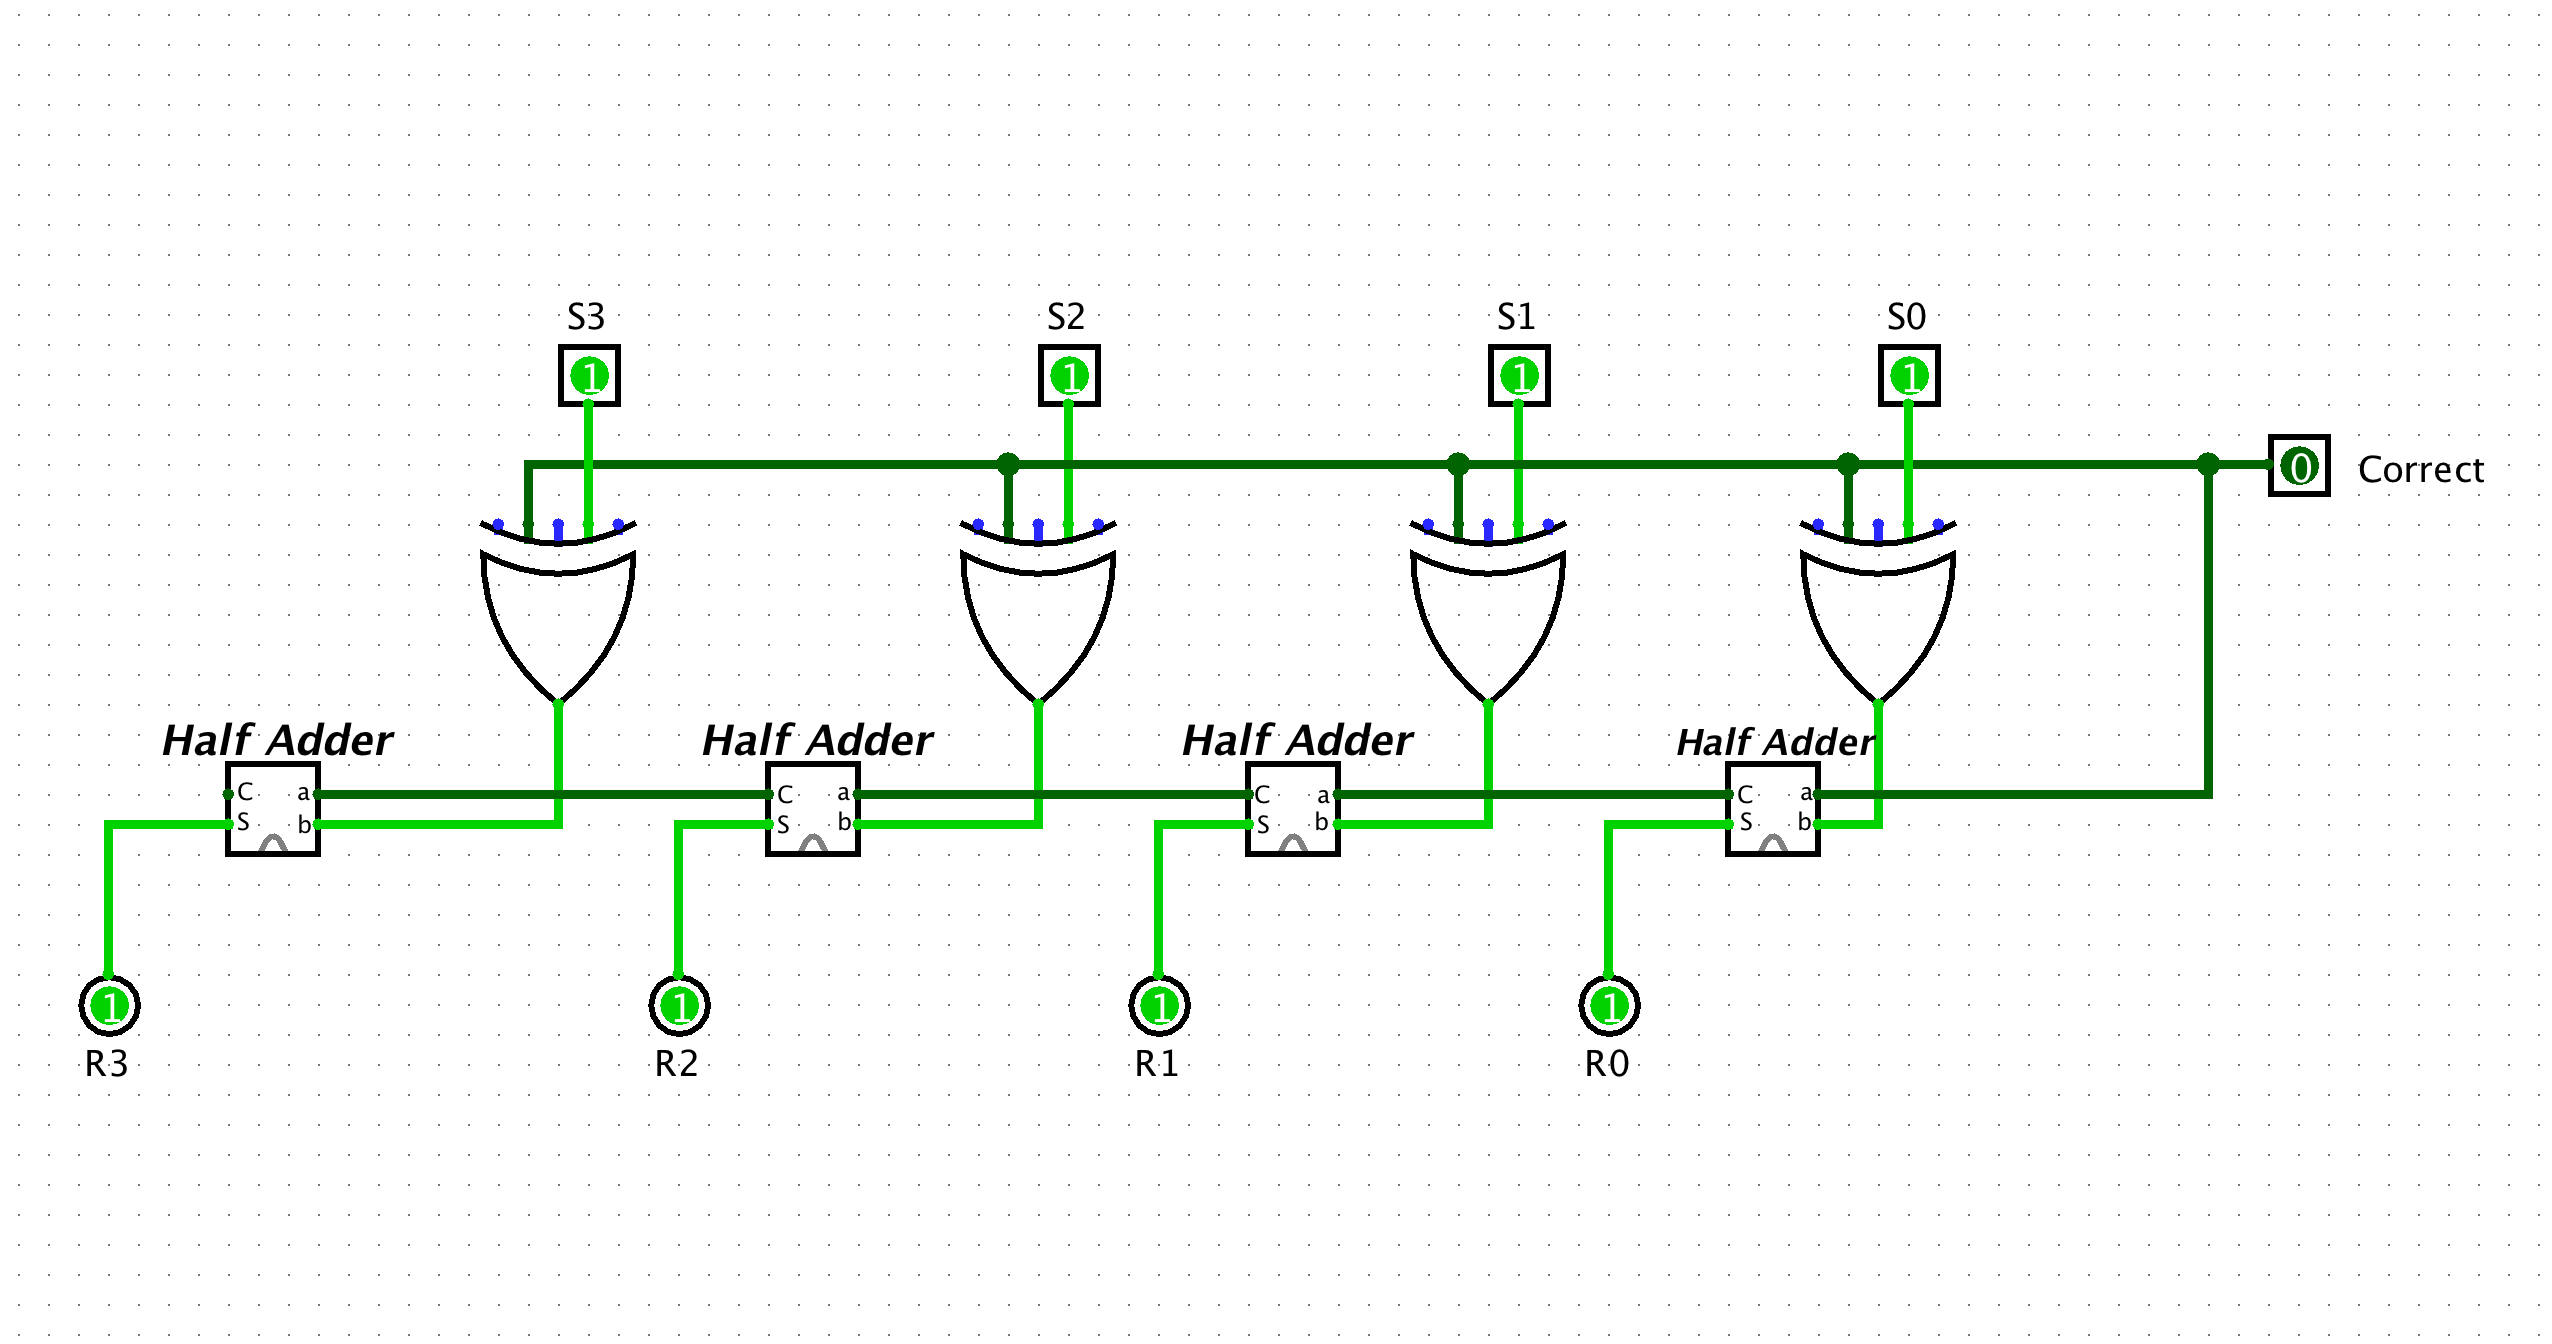 S3 S2 S1 S0
1 1 1 1
0 Correct
Half Adder Half Adder Half Adder Half Adder
C a C a C a C a
S b S b S b S b
1 1 1 1
R3 R2 R1 R0